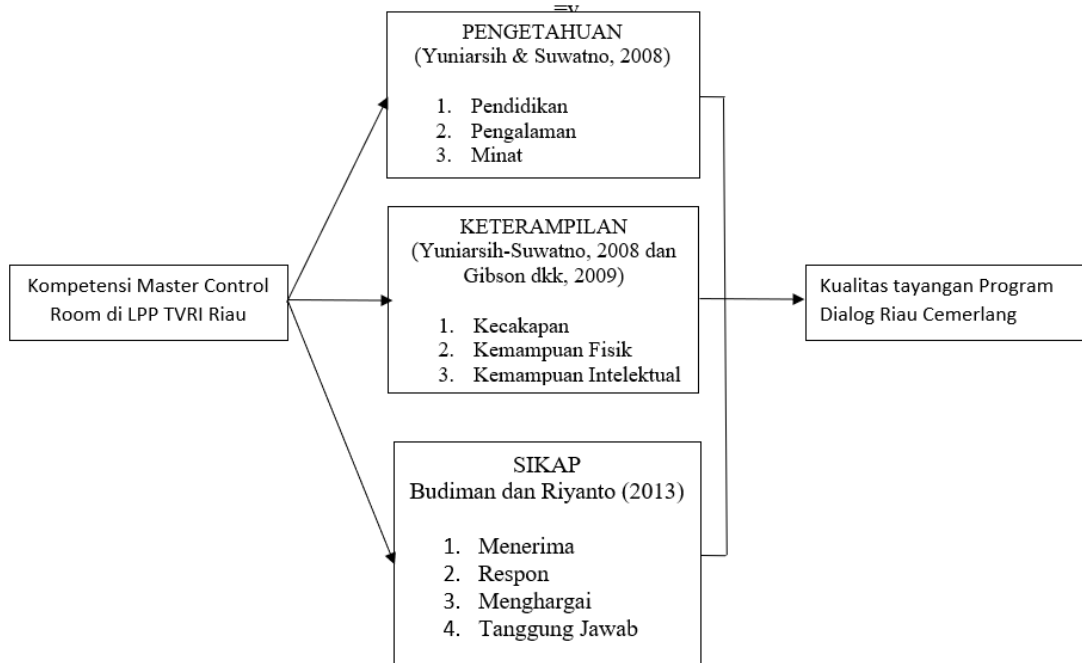 PENGETAHUAN
(Yuniarsih & Suwatno, 2008)
1. Pendidikan
2. Pengalaman
3. Minat
Kompetensi Master Control
Room di LPP TVRI Riau
KETERAMPILAN
(Yuniarsih-Suwatno, 2008 dan
Gibson dkk, 2009)
1. Kecakapan
2. Kemampuan Fisik
3. Kemampuan Intelektual
SIKAP
Budiman dan Riyanto (2013)
1. Menerima
2. Respon
3. Menghargai
4. Tanggung Jawab
Kualitas tayangan Program
Dialog Riau Cemerlang